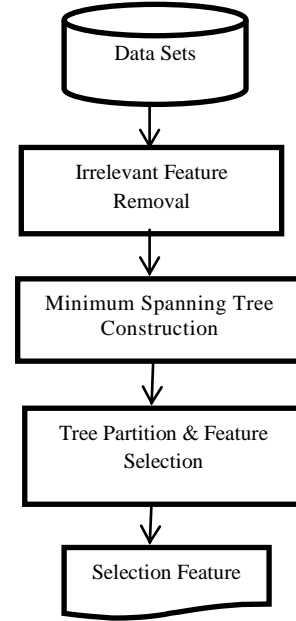 Data Sets
Irrelevant Feature
Removal
Minimum Spanning Tree
Construction
Tree Partition & Feature
Selection
Selection Feature